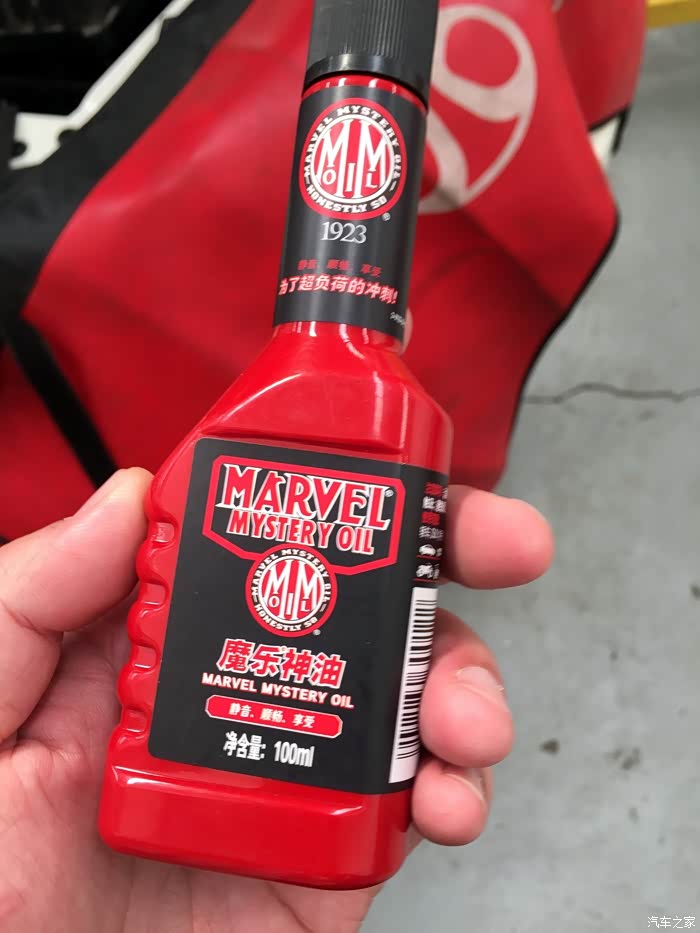 MARVEL MYSTERY OIL
MOIL
HONESTLY SO
®
1923
静音、顺畅、享受
为了超负荷的冲刺!
MARVEL®
MYSTERY OIL
MARVEL MYSTERY OIL
MOIL
HONESTLY SO
®
魔乐神油
MARVEL MYSTERY OIL
静音、顺畅、享受
净含量: 100ml
汽车之家